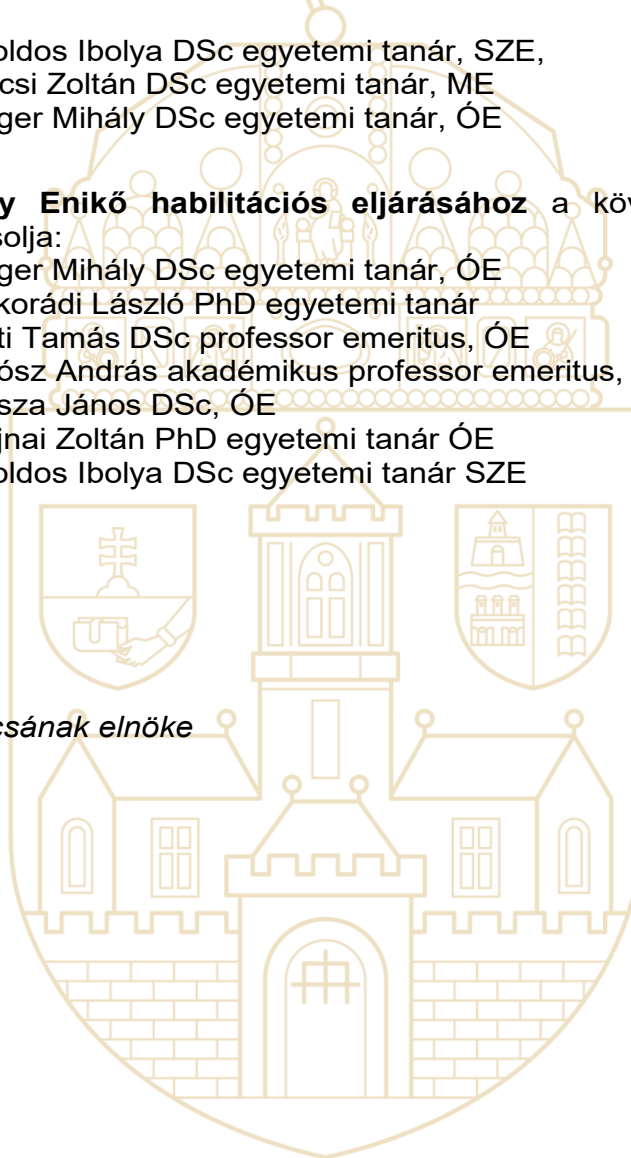 oldos Ibolya DSc egyetemi tanár, SZE,
csi Zoltán DSc egyetemi tanár, ME
ger Mihály DSc egyetemi tanár, ÓE
y Enikő habilitációs eljárásához a köv
solja:
ger Mihály DSc egyetemi tanár, ÓE
korádi László PhD egyetemi tanár
ti Tamás DSc professor emeritus, ÓE
ósz András akadémikus professor emeritus,
sza János DSc, ÓE
jnai Zoltán PhD egyetemi tanár ÓE
oldos Ibolya DSc egyetemi tanár SZE
csának elnöke